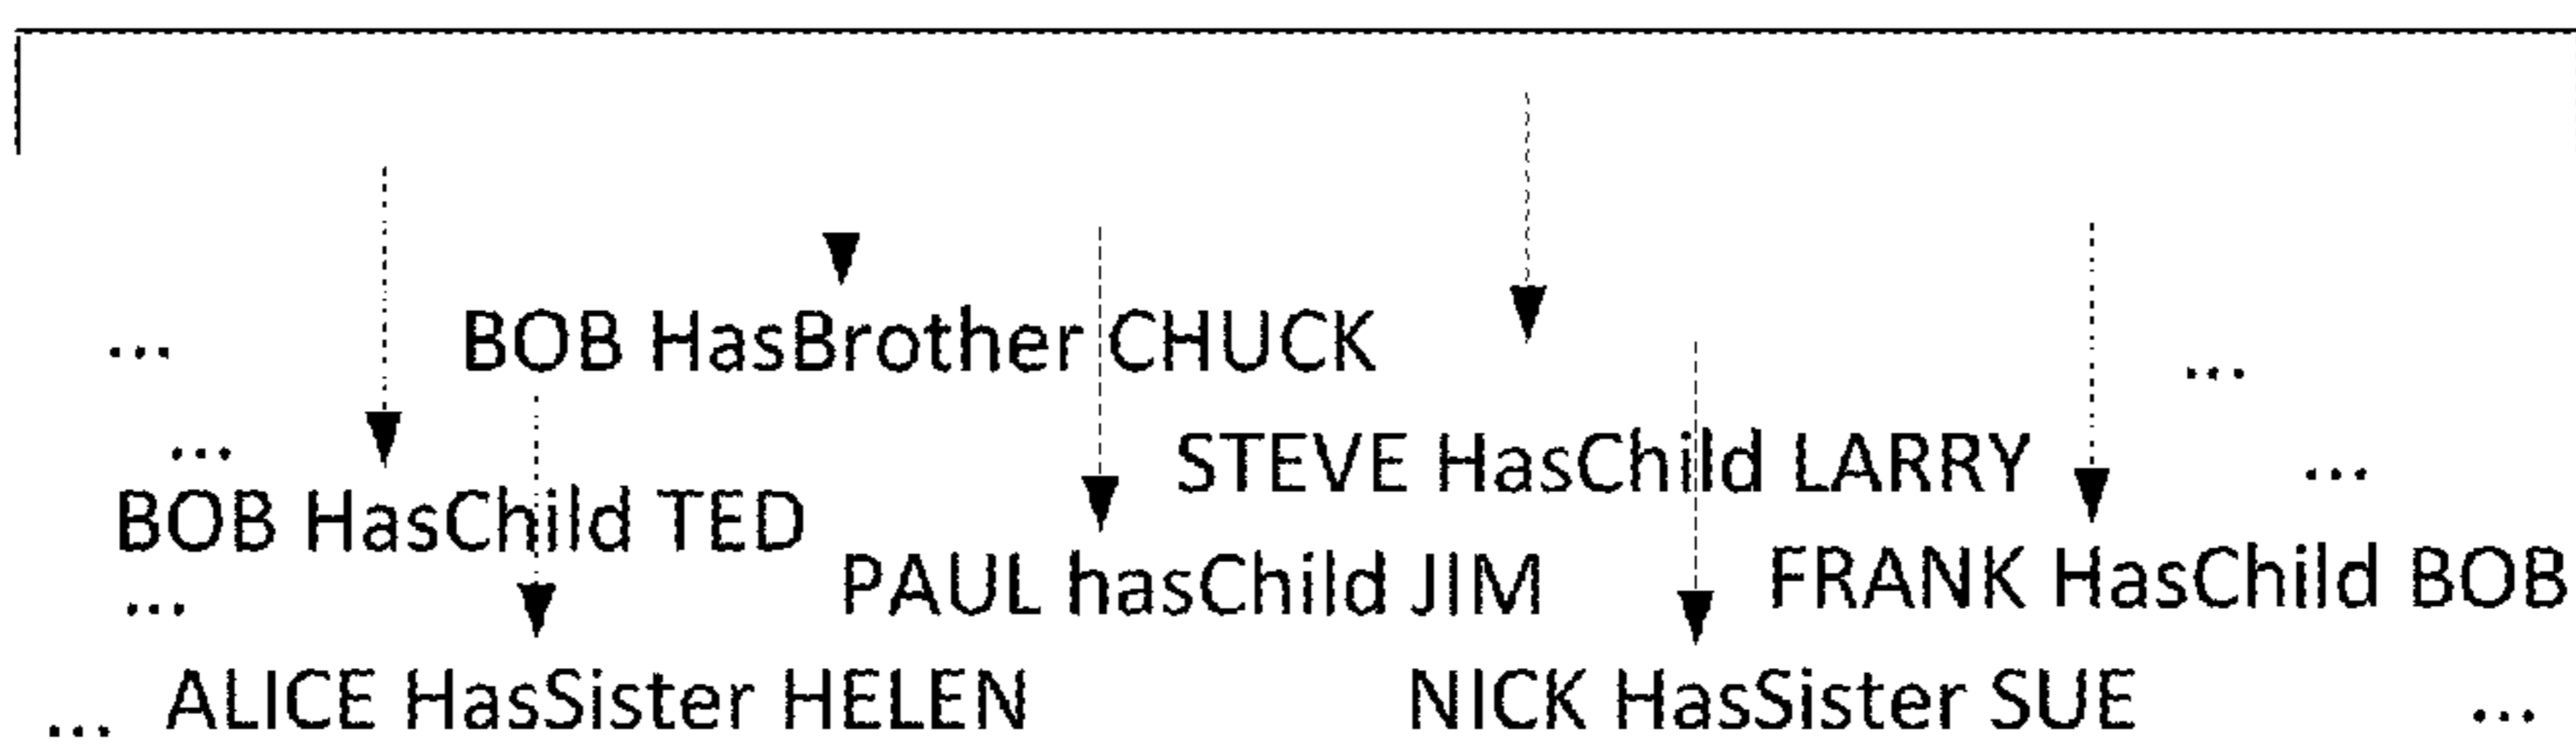 ... BOB HasBrother CHUCK ...
... STEVE HasChild LARRY ...
BOB HasChild TED
... PAUL hasChild JIM FRANK HasChild BOB
... ALICE HasSister HELEN NICK HasSister SUE ...